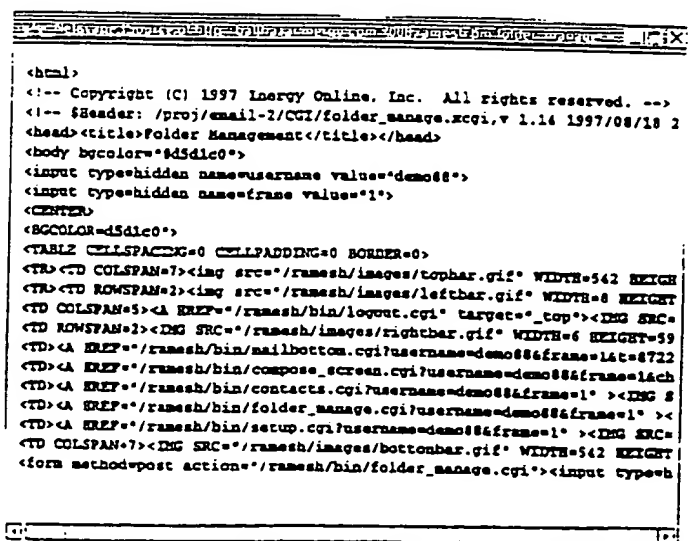 <html>
<!-- Copyright (C) 1997 Inergy Online, Inc.  All rights reserved. -->
<!-- $Header: /proj/email-2/CGI/folder_manage.xcgi,v 1.14 1997/08/18 2
<head><title>Folder Management</title></head>
<body bgcolor="#d5d1c0">
<input type=hidden name=username value="demo88">
<input type=hidden name=frame value="1">
<CENTER>
<BGCOLOR=d5d1c0">
<TABLE CELLSPACING=0 CELLPADDING=0 BORDER=0>
<TR><TD COLSPAN=7><img src="/ramesh/images/topbar.gif" WIDTH=542 HEIGH
<TR><TD ROWSPAN=2><img src="/ramesh/images/leftbar.gif" WIDTH=8 HEIGHT
<TD COLSPAN=5><A HREF="/ramesh/bin/logout.cgi" target="_top"><IMG SRC=
<TD ROWSPAN=2><IMG SRC="/ramesh/images/rightbar.gif" WIDTH=6 HEIGHT=59
<TD><A HREF="/ramesh/bin/mailbottom.cgi?username=demo88&frame=1&t=8722
<TD><A HREF="/ramesh/bin/compose_screen.cgi?username=demo88&frame=1&ch
<TD><A HREF="/ramesh/bin/contacts.cgi?username=demo88&frame=1" ><IMG S
<TD><A HREF="/ramesh/bin/folder_manage.cgi?username=demo88&frame=1" ><
<TD><A HREF="/ramesh/bin/setup.cgi?username=demo88&frame=1" ><IMG SRC=
<TD COLSPAN=7><IMG SRC="/ramesh/images/bottonbar.gif" WIDTH=542 HEIGHT
<form method=post action="/ramesh/bin/folder_manage.cgi"><input type=h